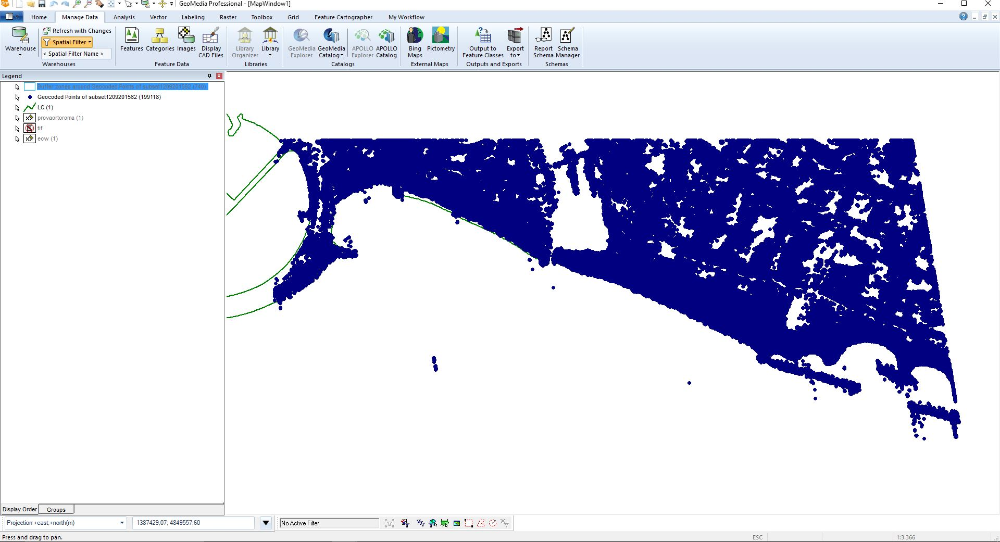 GeoMedia Professional - [MapWindow1]
Home Manage Data Analysis Vector Labeling Raster Toolbox Grid Feature Cartographer My Workflow
Warehouse
Refresh with Changes
Spatial Filter
< Spatial Filter Name >
Warehouses
Features Categories Images Display CAD Files
Feature Data
Library Organizer Library
Libraries
GeoMedia Explorer GeoMedia Catalog APOLLO Explorer APOLLO Catalog
Catalogs
Bing Maps Pictometry
External Maps
Output to Feature Classes Export to
Outputs and Exports
Report Schema Schema Manager
Schemas
Legend
Buffer zones around Geocoded Points of subset1209201562 (740)
Geocoded Points of subset1209201562 (199118)
LC (1)
provaortoroma (1)
tif
ecw (1)
Display Order Groups
Projection +east;+north(m) 1387429,07; 4849557,60 No Active Filter
Press and drag to pan. ESC 1:3.366